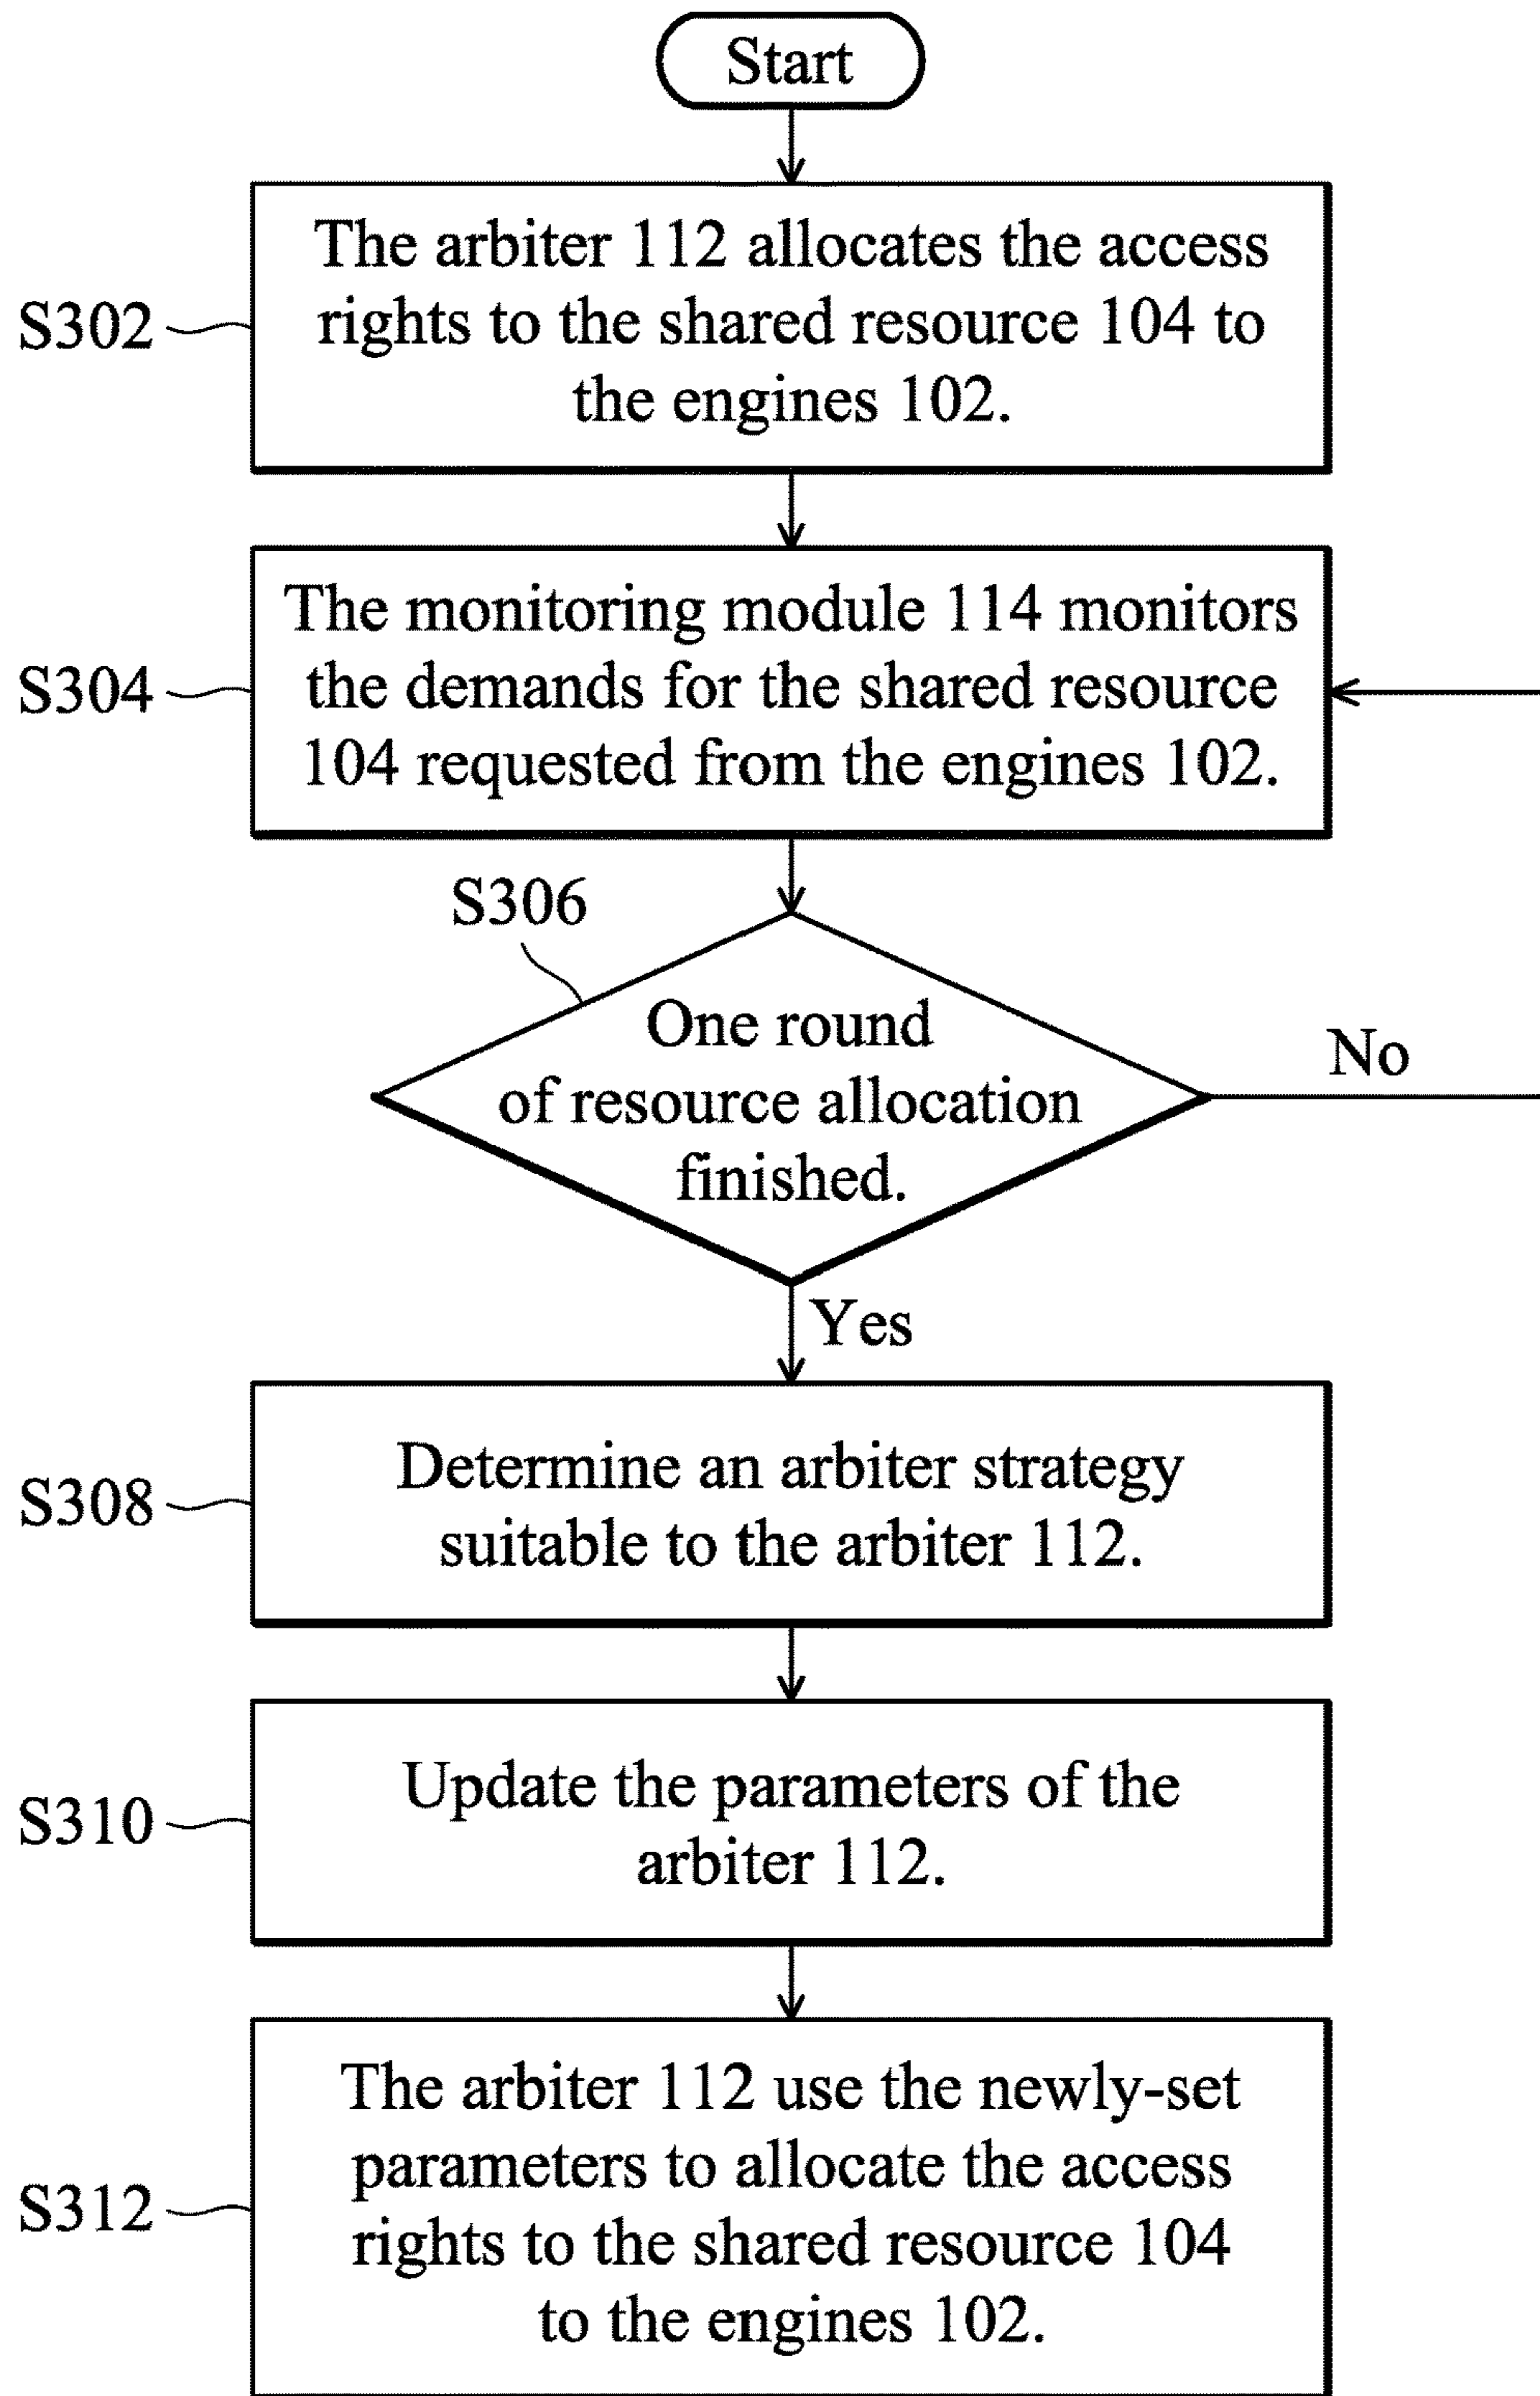 Start
S302
The arbiter 112 allocates the access
rights to the shared resource 104 to
the engines 102.
S304
The monitoring module 114 monitors
the demands for the shared resource
104 requested from the engines 102.
S306
One round
of resource allocation
finished.
No
Yes
S308
Determine an arbiter strategy
suitable to the arbiter 112.
S310
Update the parameters of the
arbiter 112.
S312
The arbiter 112 use the newly-set
parameters to allocate the access
rights to the shared resource 104
to the engines 102.